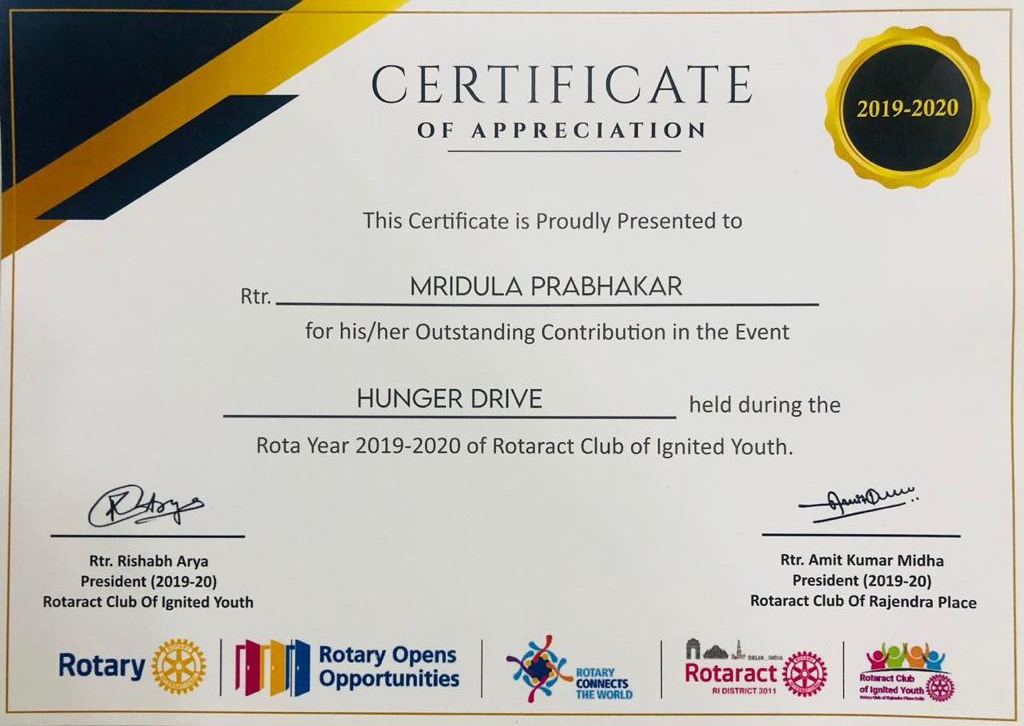 CERTIFICATE
OF APPRECIATION
2019-2020
This Certificate is Proudly Presented to
Rtr. MRIDULA PRABHAKAR
for his/her Outstanding Contribution in the Event
HUNGER DRIVE held during the
Rota Year 2019-2020 of Rotaract Club of Ignited Youth.
Rtr. Rishabh Arya
President (2019-20)
Rotaract Club Of Ignited Youth
Rtr. Amit Kumar Midha
President (2019-20)
Rotaract Club Of Rajendra Place
Rotary
Rotary Opens
Opportunities
ROTARY
CONNECTS
THE WORLD
DELHI, INDIA
Rotaract
RI DISTRICT 3011
Rotaract Club
of Ignited Youth